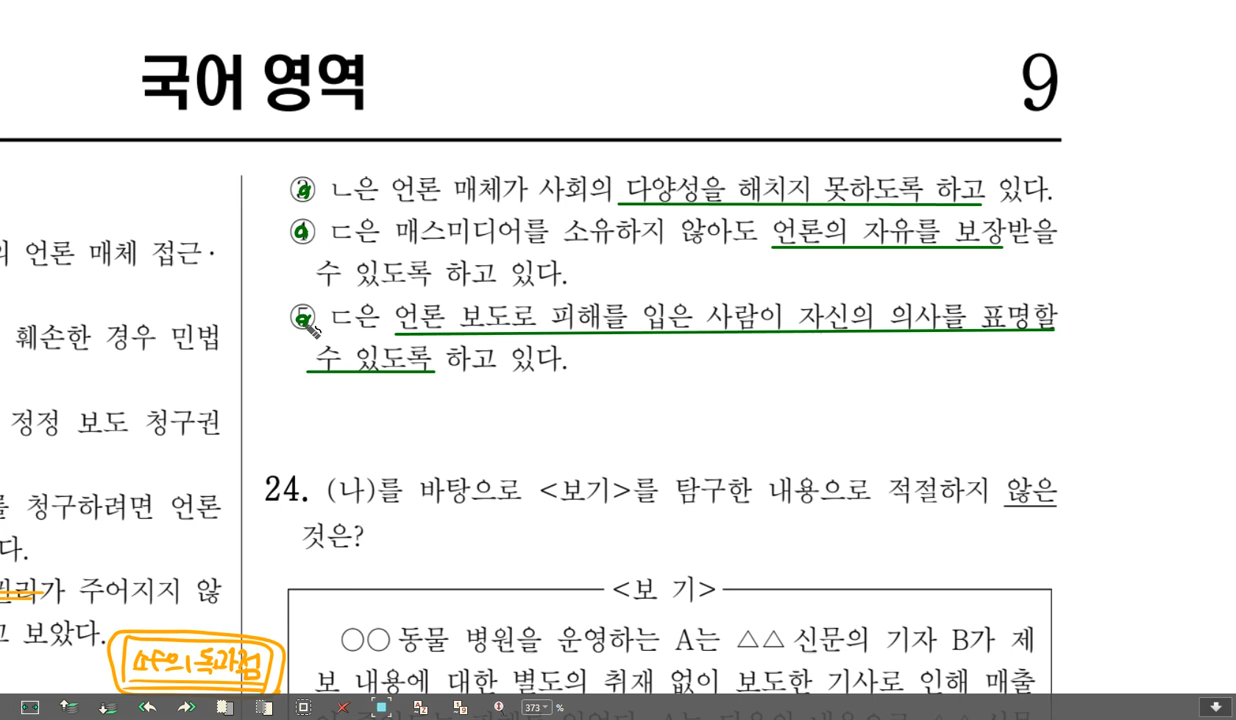 국어 영역
9
언론 매체 접근·
훼손한 경우 민법
정정 보도 청구권
청구하려면 언론
다.
권리가 주어지지 않
보았다.
소유의 독과점
ㄴ은 언론 매체가 사회의 다양성을 해치지 못하도록 하고 있다.
ㄷ은 매스미디어를 소유하지 않아도 언론의 자유를 보장받을
수 있도록 하고 있다.
⑤ ㄷ은 언론 보도로 피해를 입은 사람이 자신의 의사를 표명할
수 있도록 하고 있다.
24. (나)를 바탕으로 <보기>를 탐구한 내용으로 적절하지 않은
것은?
<보 기>
○○ 동물 병원을 운영하는 A는 △△ 신문의 기자 B가 제
보 내용에 대한 별도의 취재 없이 보도한 기사로 인해 매출
373 %